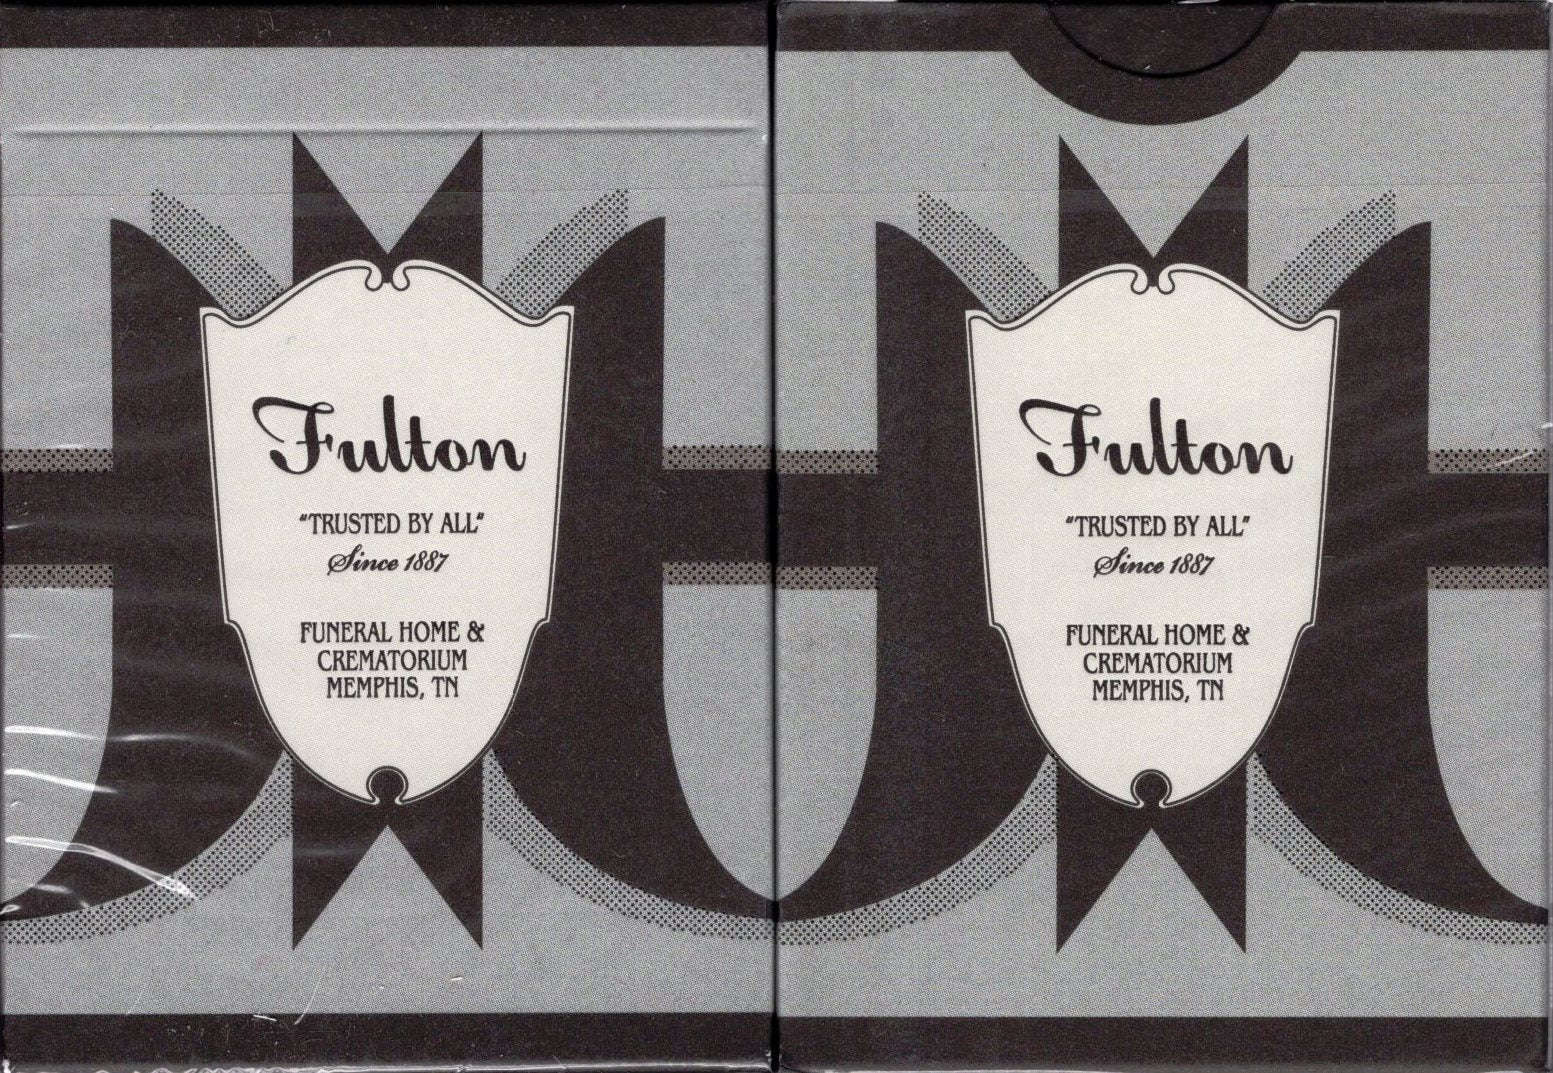 Fulton
"TRUSTED BY ALL"
Since 1887
FUNERAL HOME &
CREMATORIUM
MEMPHIS, TN
Fulton
"TRUSTED BY ALL"
Since 1887
FUNERAL HOME &
CREMATORIUM
MEMPHIS, TN